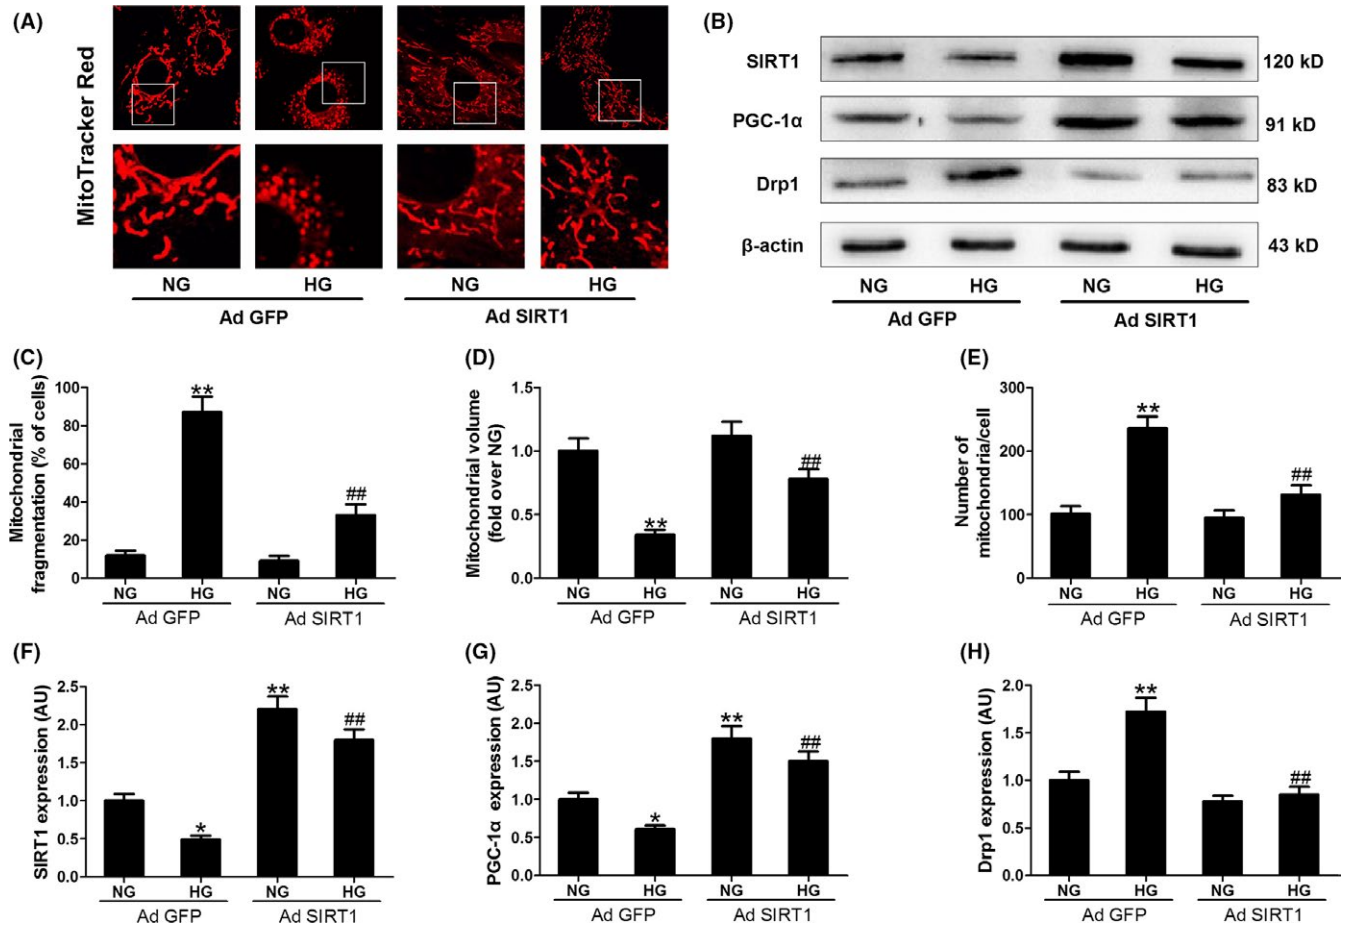 (A)
MitoTracker Red
NG HG NG HG
Ad GFP Ad SIRT1
(B)
SIRT1 120 kD
PGC-1α 91 kD
Drp1 83 kD
β-actin 43 kD
NG HG NG HG
Ad GFP Ad SIRT1
(C)
Mitochondrial
fragmentation (% of cells)
100
80
60
40
20
0
**
##
NG HG NG HG
Ad GFP Ad SIRT1
(D)
Mitochondrial volume
(fold over NG)
1.5
1.0
0.5
0.0
**
##
NG HG NG HG
Ad GFP Ad SIRT1
(E)
Number of
mitochondria/cell
300
200
100
0
**
##
NG HG NG HG
Ad GFP Ad SIRT1
(F)
SIRT1 expression (AU)
2.5
2.0
1.5
1.0
0.5
0.0
*
**
##
NG HG NG HG
Ad GFP Ad SIRT1
(G)
PGC-1α expression (AU)
2.5
2.0
1.5
1.0
0.5
0.0
*
**
##
NG HG NG HG
Ad GFP Ad SIRT1
(H)
Drp1 expression (AU)
2.0
1.5
1.0
0.5
0.0
**
##
NG HG NG HG
Ad GFP Ad SIRT1